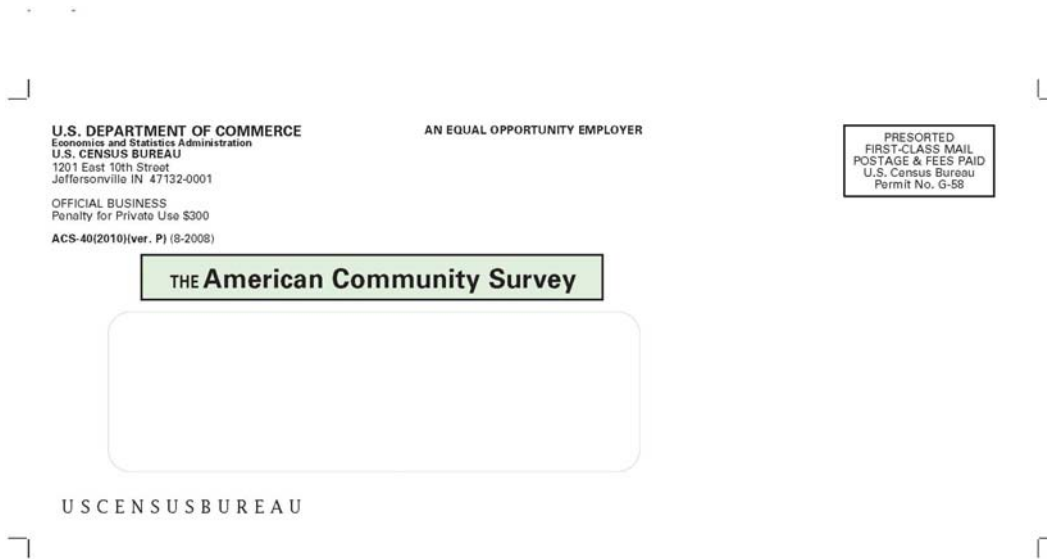 U.S. DEPARTMENT OF COMMERCE
Economics and Statistics Administration
U.S. CENSUS BUREAU
1201 East 10th Street
Jeffersonville IN 47132-0001
OFFICIAL BUSINESS
Penalty for Private Use $300
ACS-40(2010)(ver. P) (8-2008)
AN EQUAL OPPORTUNITY EMPLOYER
PRESORTED
FIRST-CLASS MAIL
POSTAGE & FEES PAID
U.S. Census Bureau
Permit No. G-58
THE American Community Survey
USCENSUSBUREAU